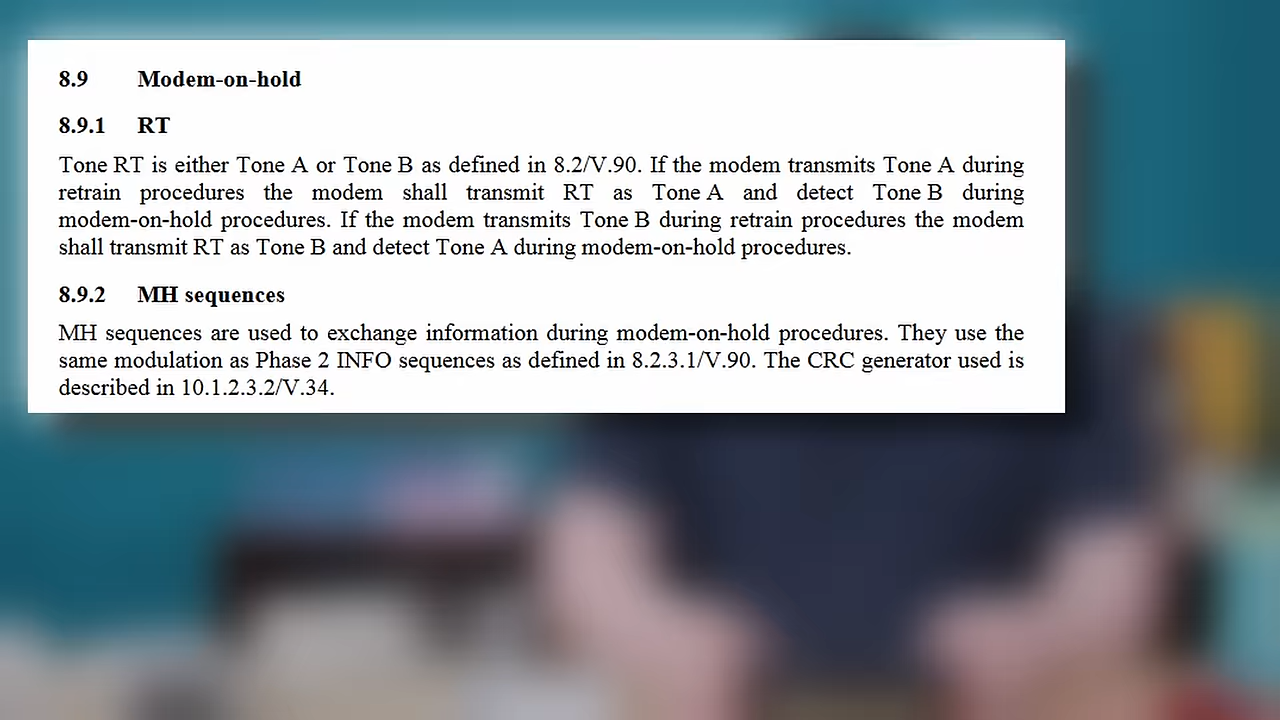 8.9 Modem-on-hold
8.9.1 RT
Tone RT is either Tone A or Tone B as defined in 8.2/V.90. If the modem transmits Tone A during
retrain procedures the modem shall transmit RT as Tone A and detect Tone B during
modem-on-hold procedures. If the modem transmits Tone B during retrain procedures the modem
shall transmit RT as Tone B and detect Tone A during modem-on-hold procedures.
8.9.2 MH sequences
MH sequences are used to exchange information during modem-on-hold procedures. They use the
same modulation as Phase 2 INFO sequences as defined in 8.2.3.1/V.90. The CRC generator used is
described in 10.1.2.3.2/V.34.